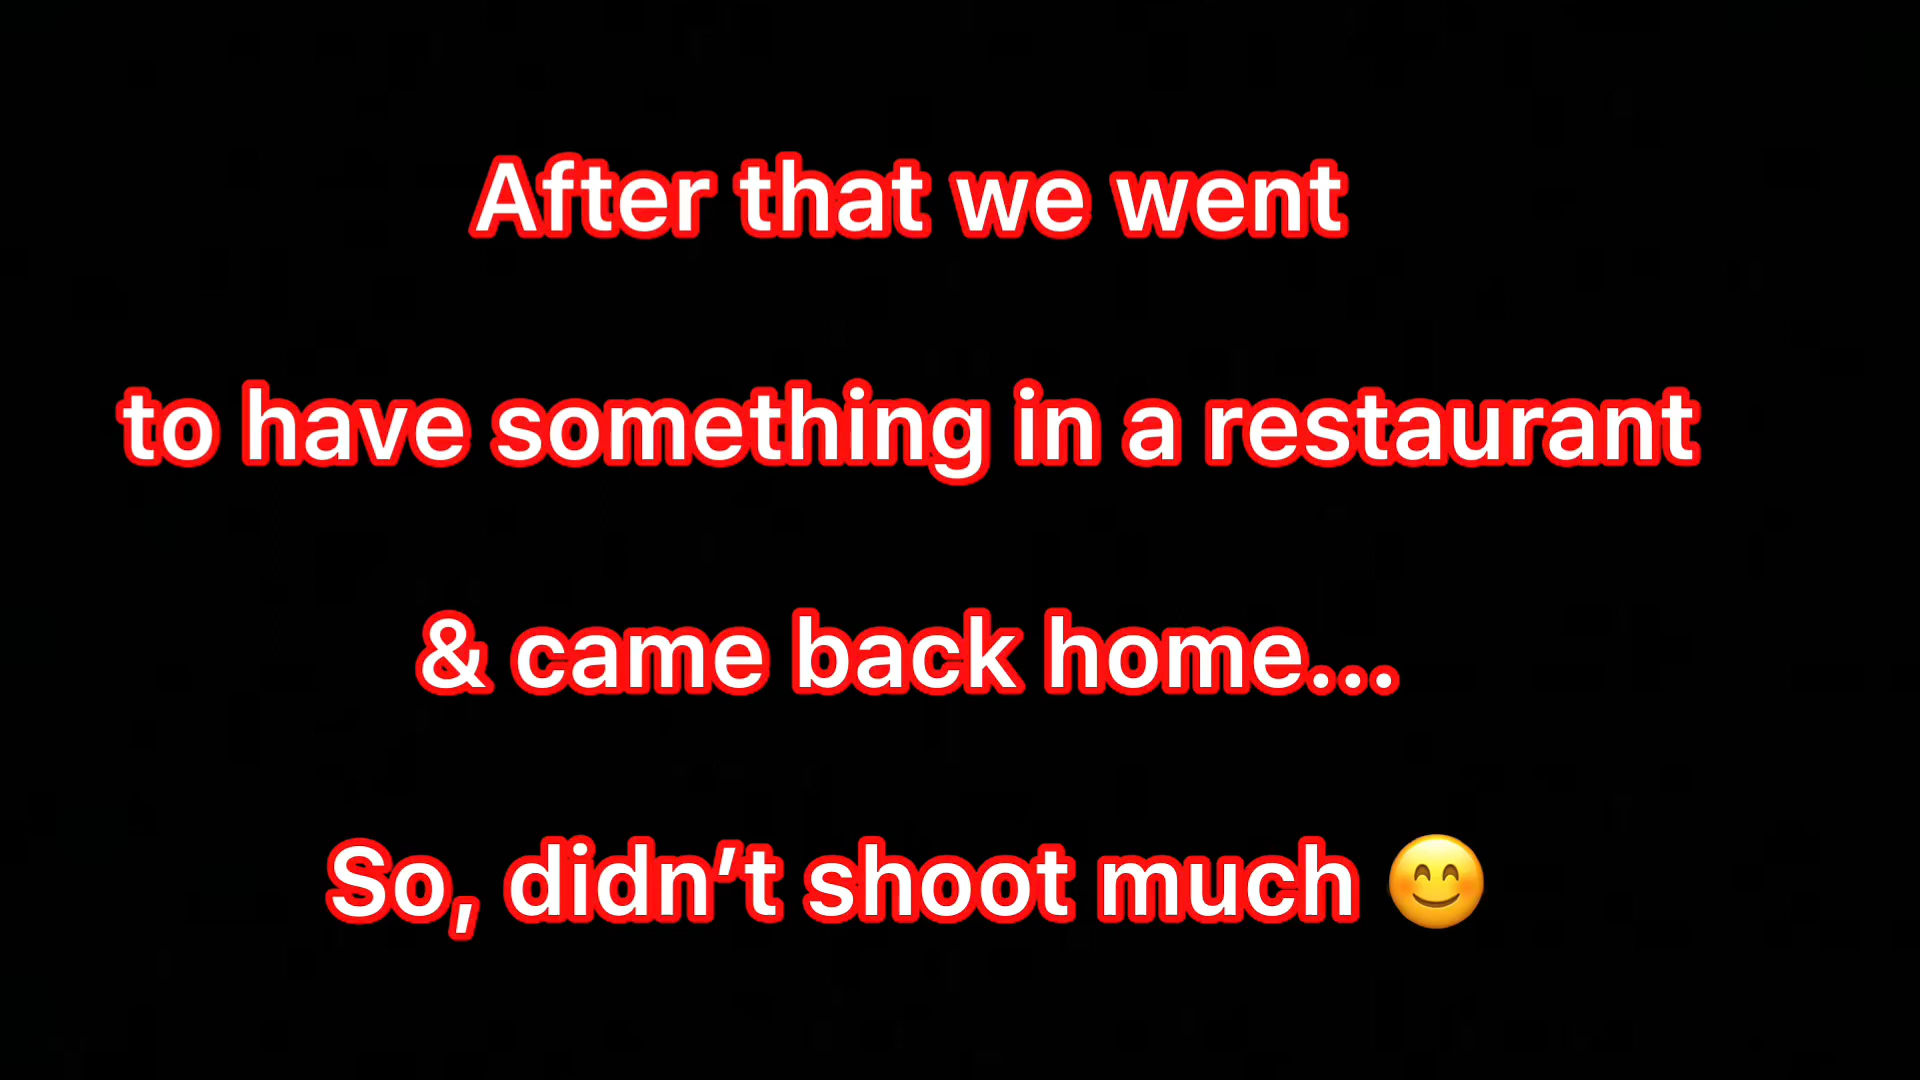 After that we went
to have something in a restaurant
& came back home...
So, didn’t shoot much 😊